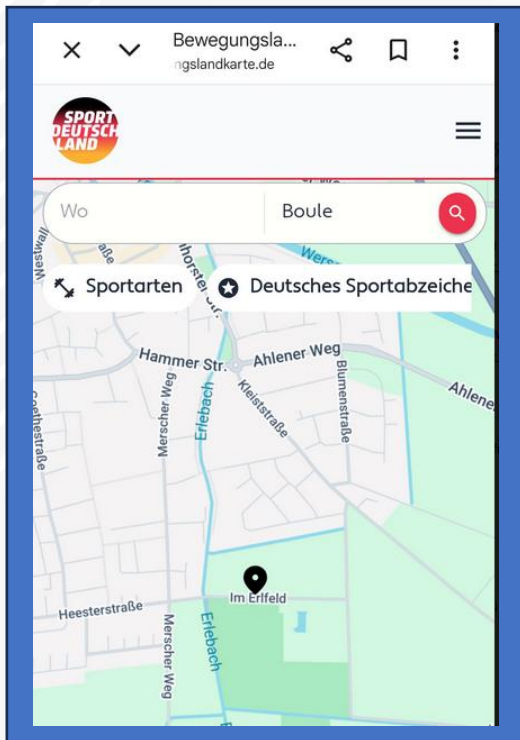 Bewegungsla...
ngslandkarte.de
SPORT
DEUTSCH
LAND
Wo
Boule
Sportarten
Deutsches Sportabzeiche
Hammer Str.
Ahlener Weg
Merscher Weg
Erlebach
Kleiststraße
Blumenstraße
Ahlene
Goethestraße
Im Erlfeld
Heesterstraße
Merscher Weg
Erlebach